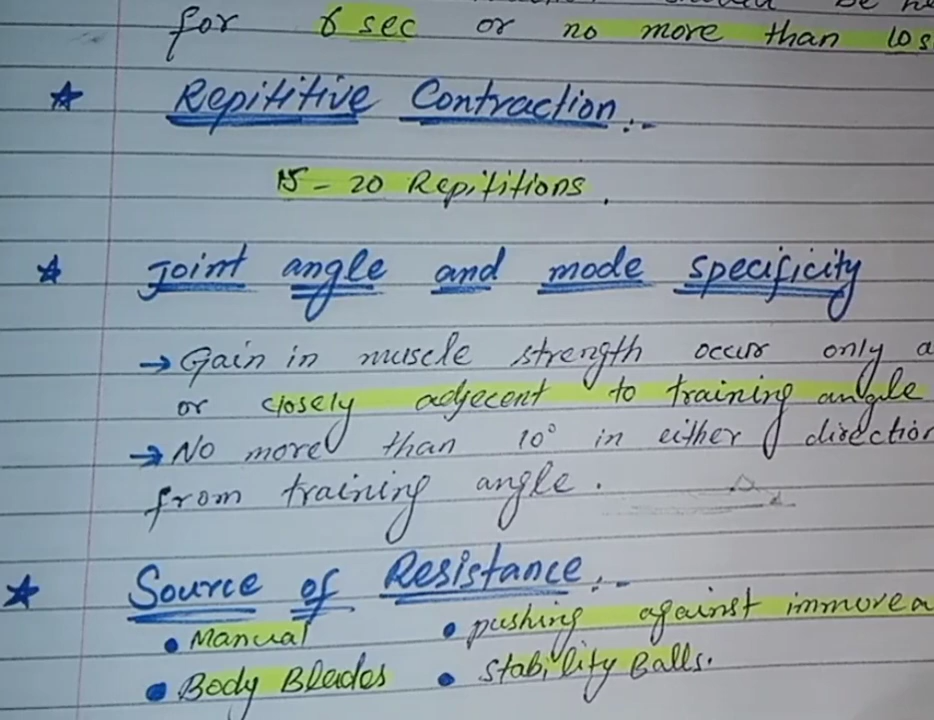 be
for 6 sec or no more than 10s
Repititive Contraction :-
15 - 20 Repititions .
Joint angle and mode specificity
→ Gain in muscle strength occur only a
or closely adjecent to training angle
→ No more than 10° in either direction
from training angle .
Source of Resistance :-
• Manual • pushing against immovea
• Body Blades • Stability Balls.